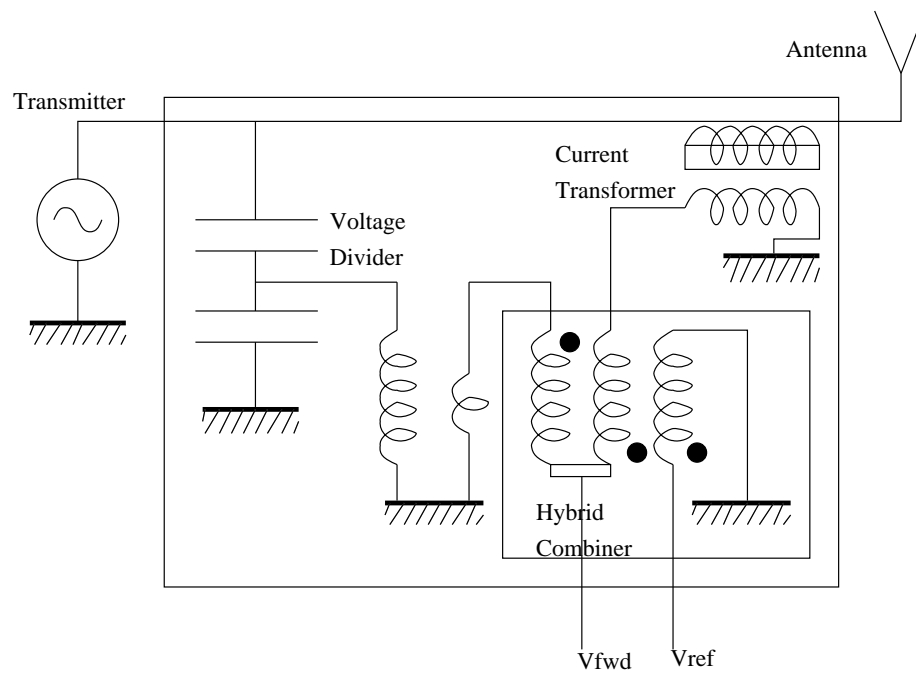 Antenna
Transmitter
Current
Transformer
Voltage
Divider
Hybrid
Combiner
Vfwd
Vref